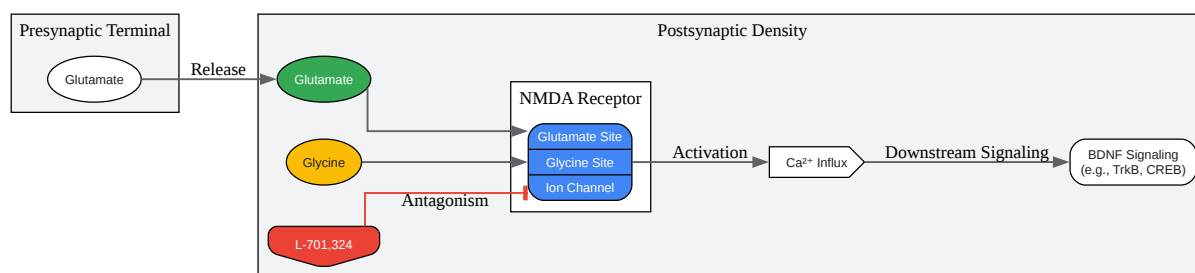 Presynaptic Terminal
Glutamate
Release
Postsynaptic Density
Glutamate
Glycine
L-701,324
Antagonism
NMDA Receptor
Glutamate Site
Glycine Site
Ion Channel
Activation
Ca²⁺ Influx
Downstream Signaling
BDNF Signaling
(e.g., TrkB, CREB)